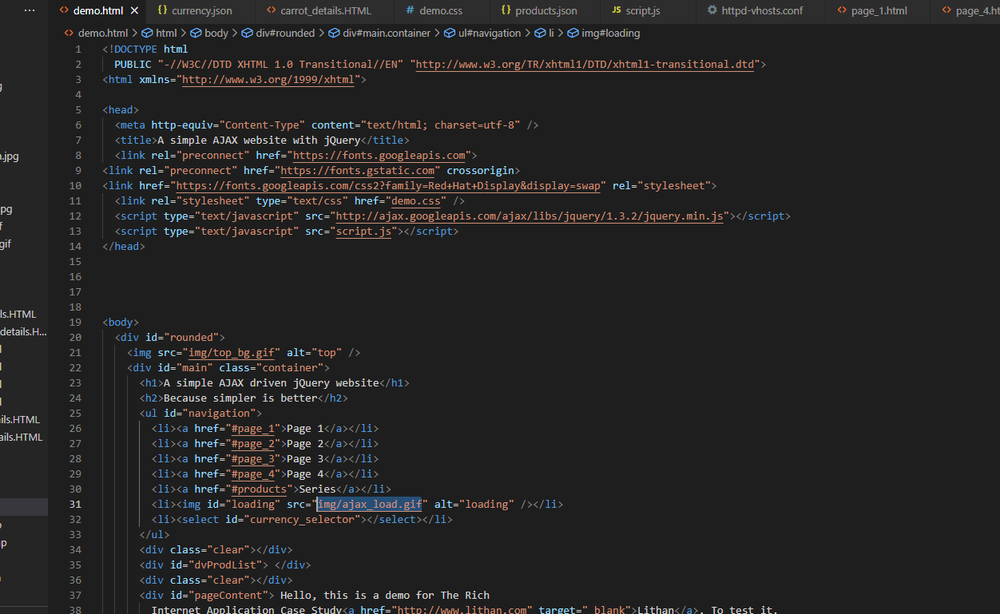 ··· demo.html × {} currency.json <> carrot_details.HTML # demo.css {} products.json JS script.js httpd-vhosts.conf <> page_1.html <> page_4.ht
<> demo.html > html > body > div#rounded > div#main.container > ul#navigation > li > img#loading
1 <!DOCTYPE html
2 PUBLIC "-//W3C//DTD XHTML 1.0 Transitional//EN" "http://www.w3.org/TR/xhtml1/DTD/xhtml1-transitional.dtd">
3 <html xmlns="http://www.w3.org/1999/xhtml">
4
5 <head>
6 <meta http-equiv="Content-Type" content="text/html; charset=utf-8" />
7 <title>A simple AJAX website with jQuery</title>
8 <link rel="preconnect" href="https://fonts.googleapis.com">
9 <link rel="preconnect" href="https://fonts.gstatic.com" crossorigin>
10 <link href="https://fonts.googleapis.com/css2?family=Red+Hat+Display&display=swap" rel="stylesheet">
11 <link rel="stylesheet" type="text/css" href="demo.css" />
12 <script type="text/javascript" src="http://ajax.googleapis.com/ajax/libs/jquery/1.3.2/jquery.min.js"></script>
13 <script type="text/javascript" src="script.js"></script>
14 </head>
15
16
17
18
19 <body>
20 <div id="rounded">
21 <img src="img/top_bg.gif" alt="top" />
22 <div id="main" class="container">
23 <h1>A simple AJAX driven jQuery website</h1>
24 <h2>Because simpler is better</h2>
25 <ul id="navigation">
26 <li><a href="#page_1">Page 1</a></li>
27 <li><a href="#page_2">Page 2</a></li>
28 <li><a href="#page_3">Page 3</a></li>
29 <li><a href="#page_4">Page 4</a></li>
30 <li><a href="#products">Series</a></li>
31 <li><img id="loading" src="img/ajax_load.gif" alt="loading" /></li>
32 <li><select id="currency_selector"></select></li>
33 </ul>
34 <div class="clear"></div>
35 <div id="dvProdList"> </div>
36 <div class="clear"></div>
37 <div id="pageContent"> Hello, this is a demo for The Rich
38 Internet Application Case Study<a href="http://www.lithan.com" target="_blank">Lithan</a>. To test it,
.jpg
pg
gif
ls.HTML
details.H...
ils.HTML
ails.HTML